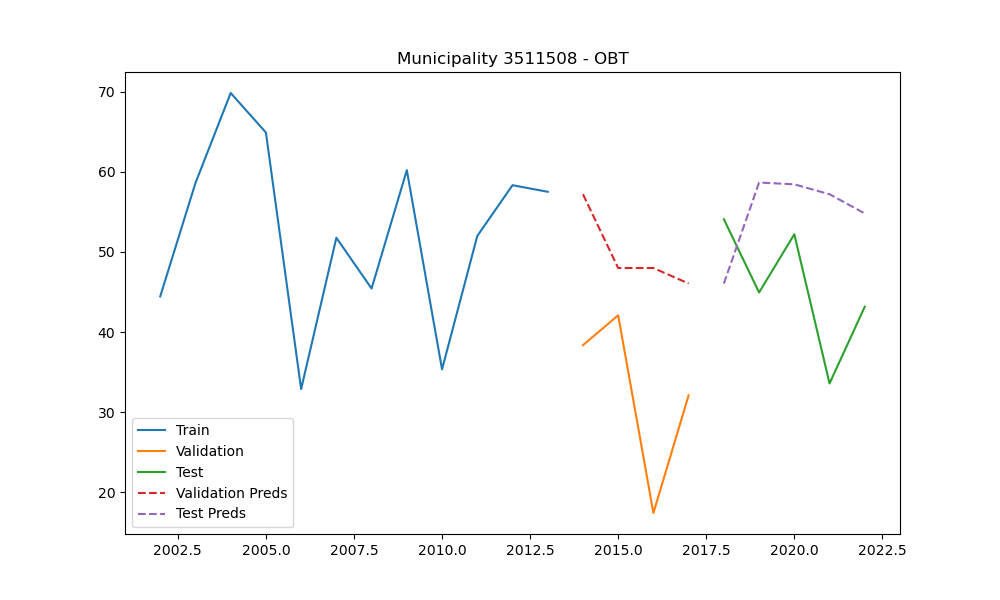 Municipality 3511508 - OBT
70
60
50
40
30
20
Train
Validation
Test
Validation Preds
Test Preds
2002.5 2005.0 2007.5 2010.0 2012.5 2015.0 2017.5 2020.0 2022.5